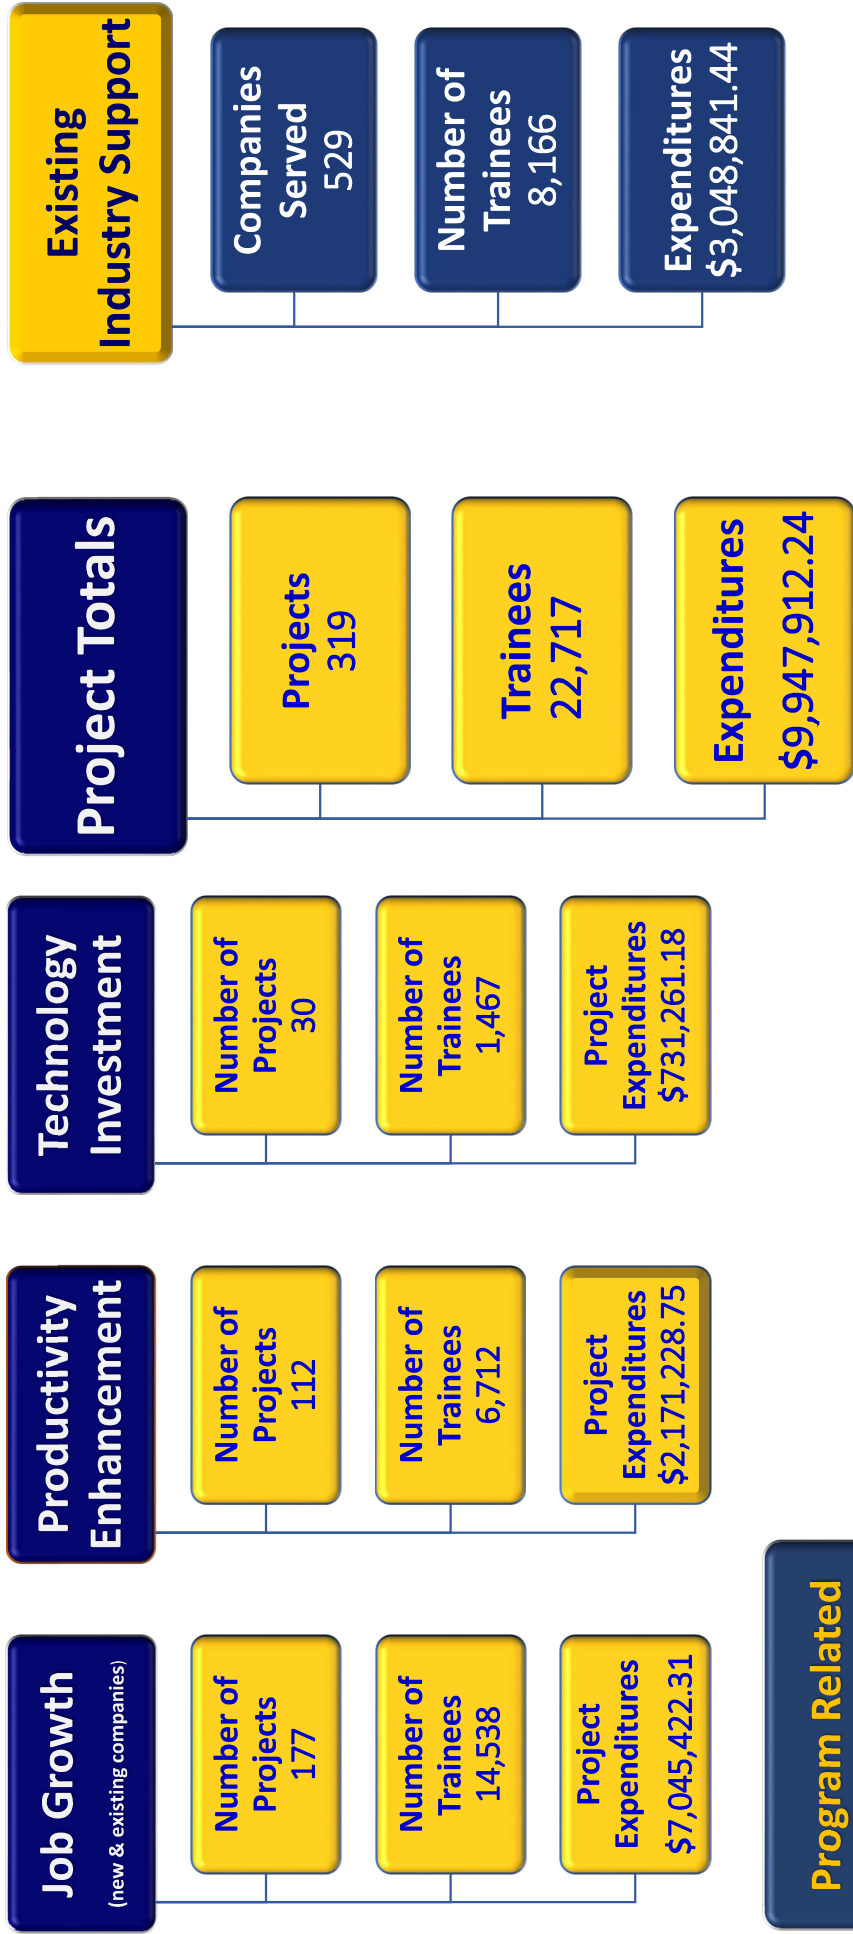 Job Growth
(new & existing companies)
Number of
Projects
177
Number of
Trainees
14,538
Project
Expenditures
$7,045,422.31
Productivity
Enhancement
Number of
Projects
112
Number of
Trainees
6,712
Project
Expenditures
$2,171,228.75
Technology
Investment
Number of
Projects
30
Number of
Trainees
1,467
Project
Expenditures
$731,261.18
Project Totals
Projects
319
Trainees
22,717
Expenditures
$9,947,912.24
Existing
Industry Support
Companies
Served
529
Number of
Trainees
8,166
Expenditures
$3,048,841.44
Program Related